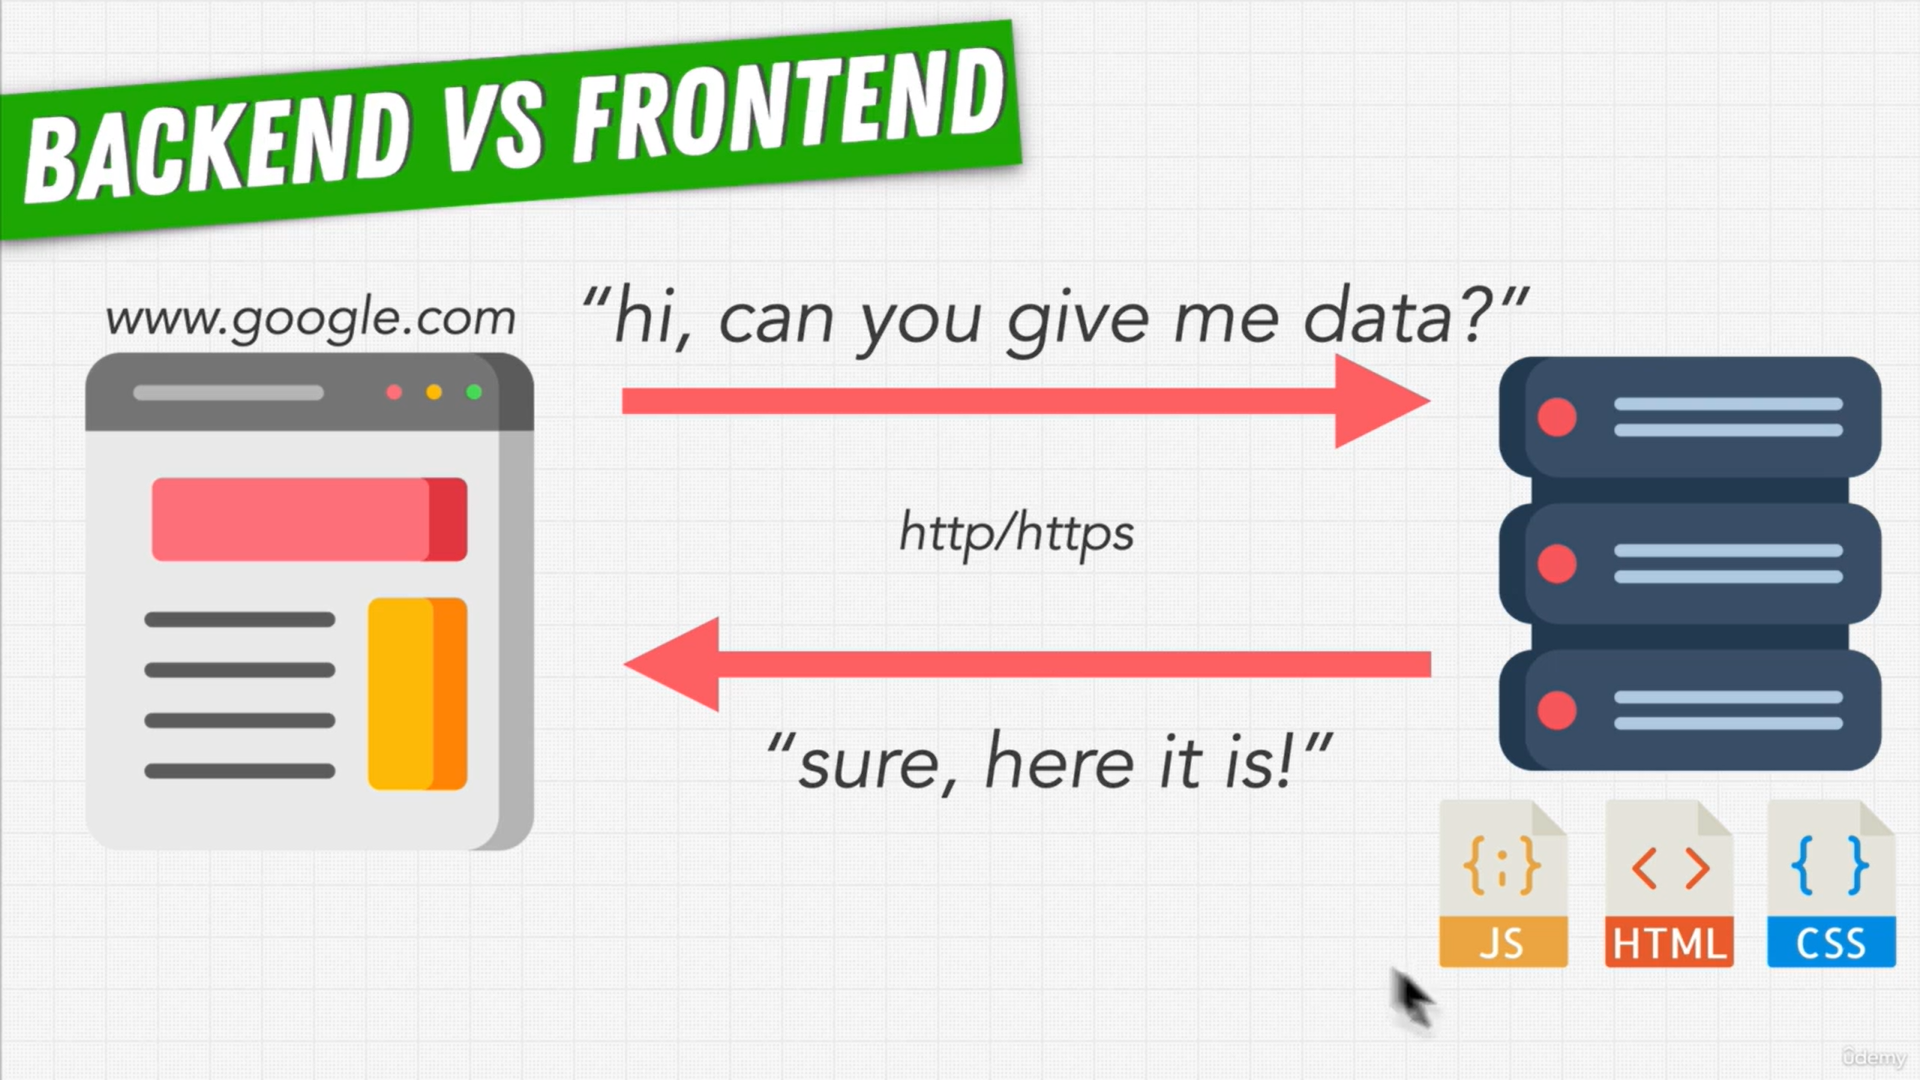 BACKEND VS FRONTEND
www.google.com
“hi, can you give me data?”
http/https
“sure, here it is!”
{;}
< >
{ }
JS
HTML
CSS
ûdemy